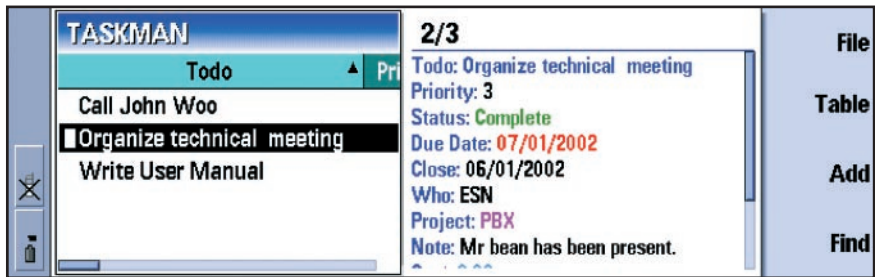 TASKMAN
Todo Pri
Call John Woo
Organize technical meeting
Write User Manual
2/3
Todo: Organize technical meeting
Priority: 3
Status: Complete
Due Date: 07/01/2002
Close: 06/01/2002
Who: ESN
Project: PBX
Note: Mr bean has been present.
File
Table
Add
Find